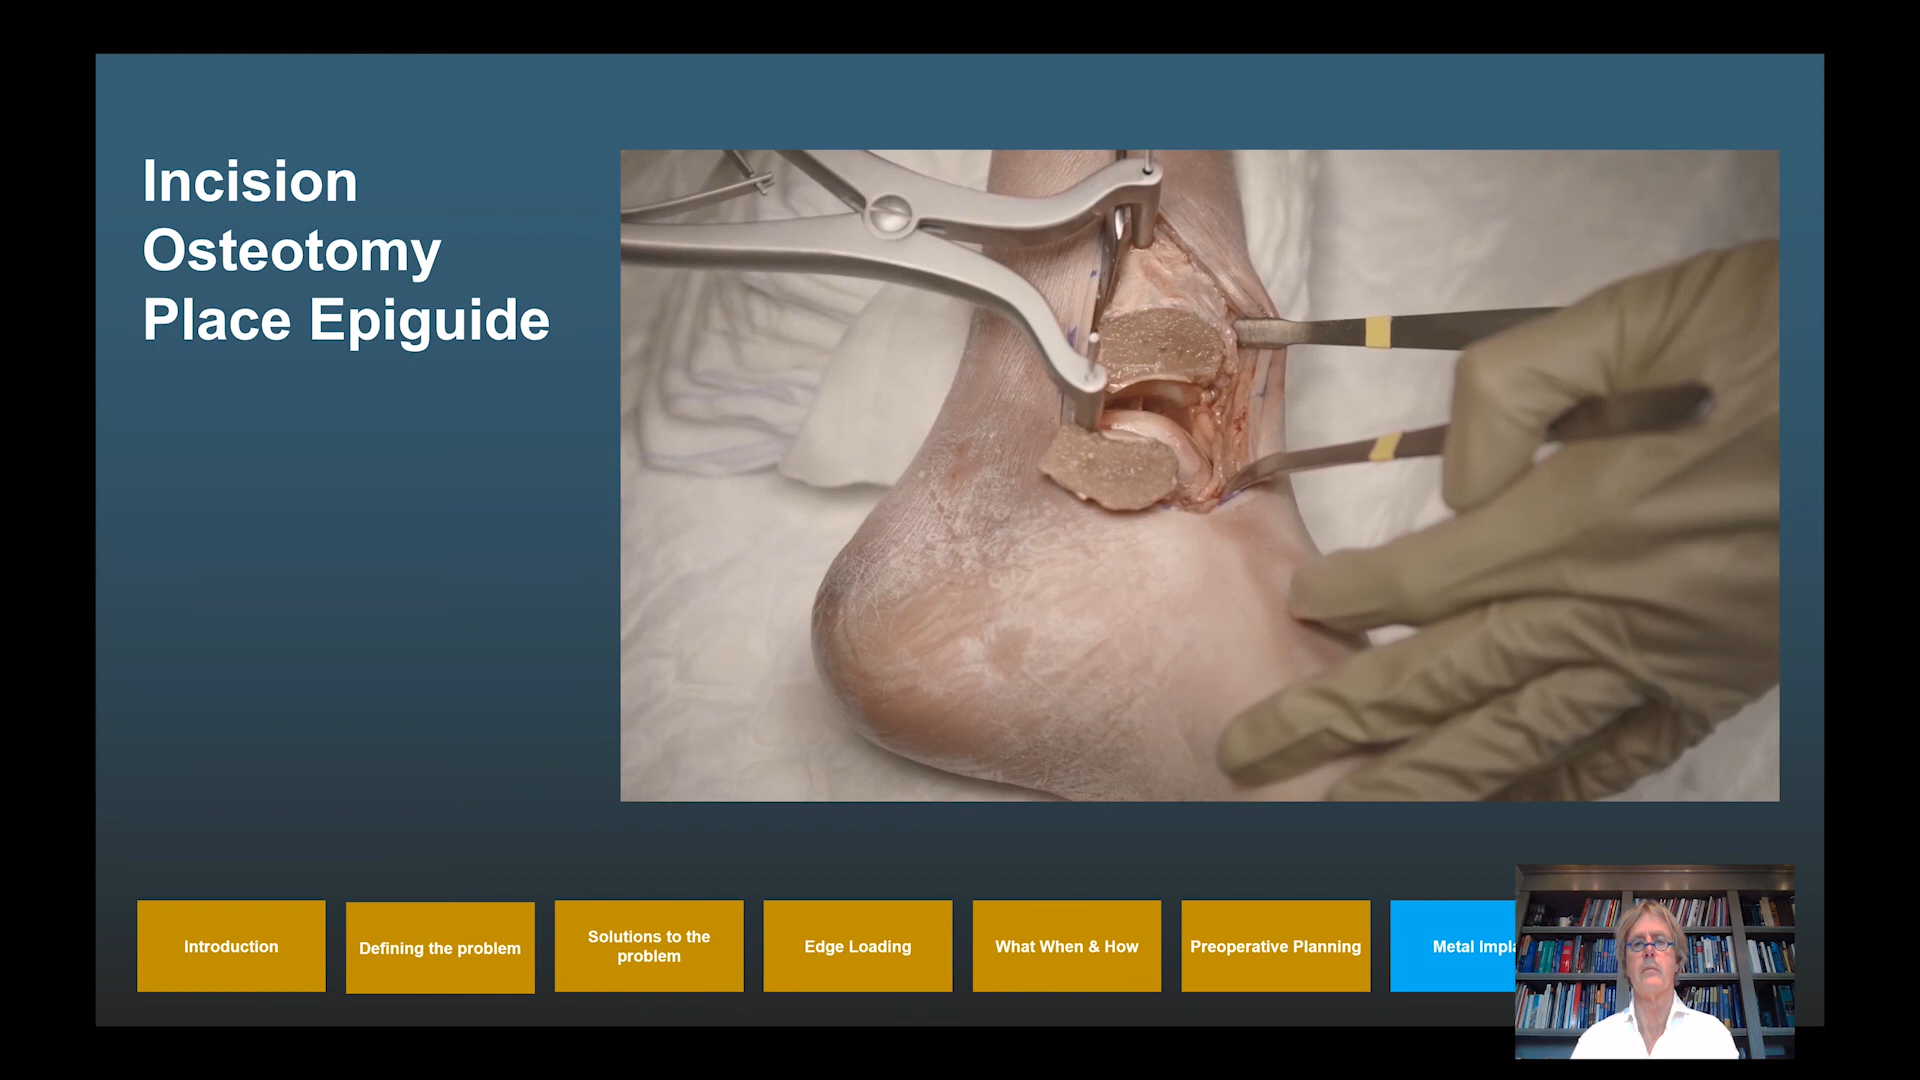 Incision
Osteotomy
Place Epiguide
Introduction
Defining the problem
Solutions to the
problem
Edge Loading
What When & How
Preoperative Planning
Metal